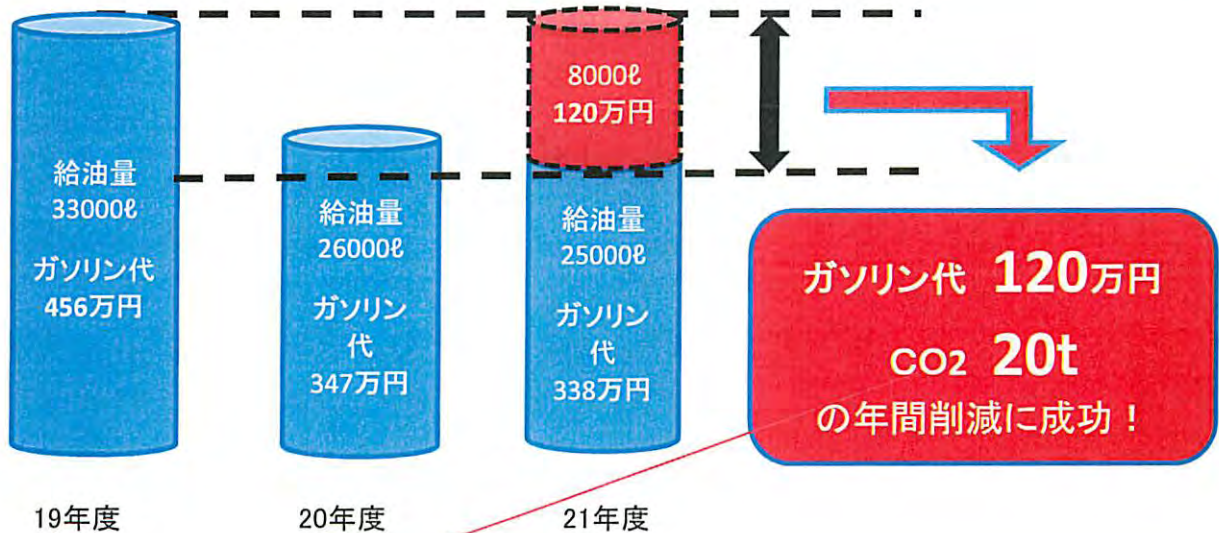 給油量
33000ℓ
ガソリン代
456万円
給油量
26000ℓ
ガソリン
代
347万円
8000ℓ
120万円
給油量
25000ℓ
ガソリン
代
338万円
ガソリン代 120万円
CO2 20t
の年間削減に成功！
19年度
20年度
21年度